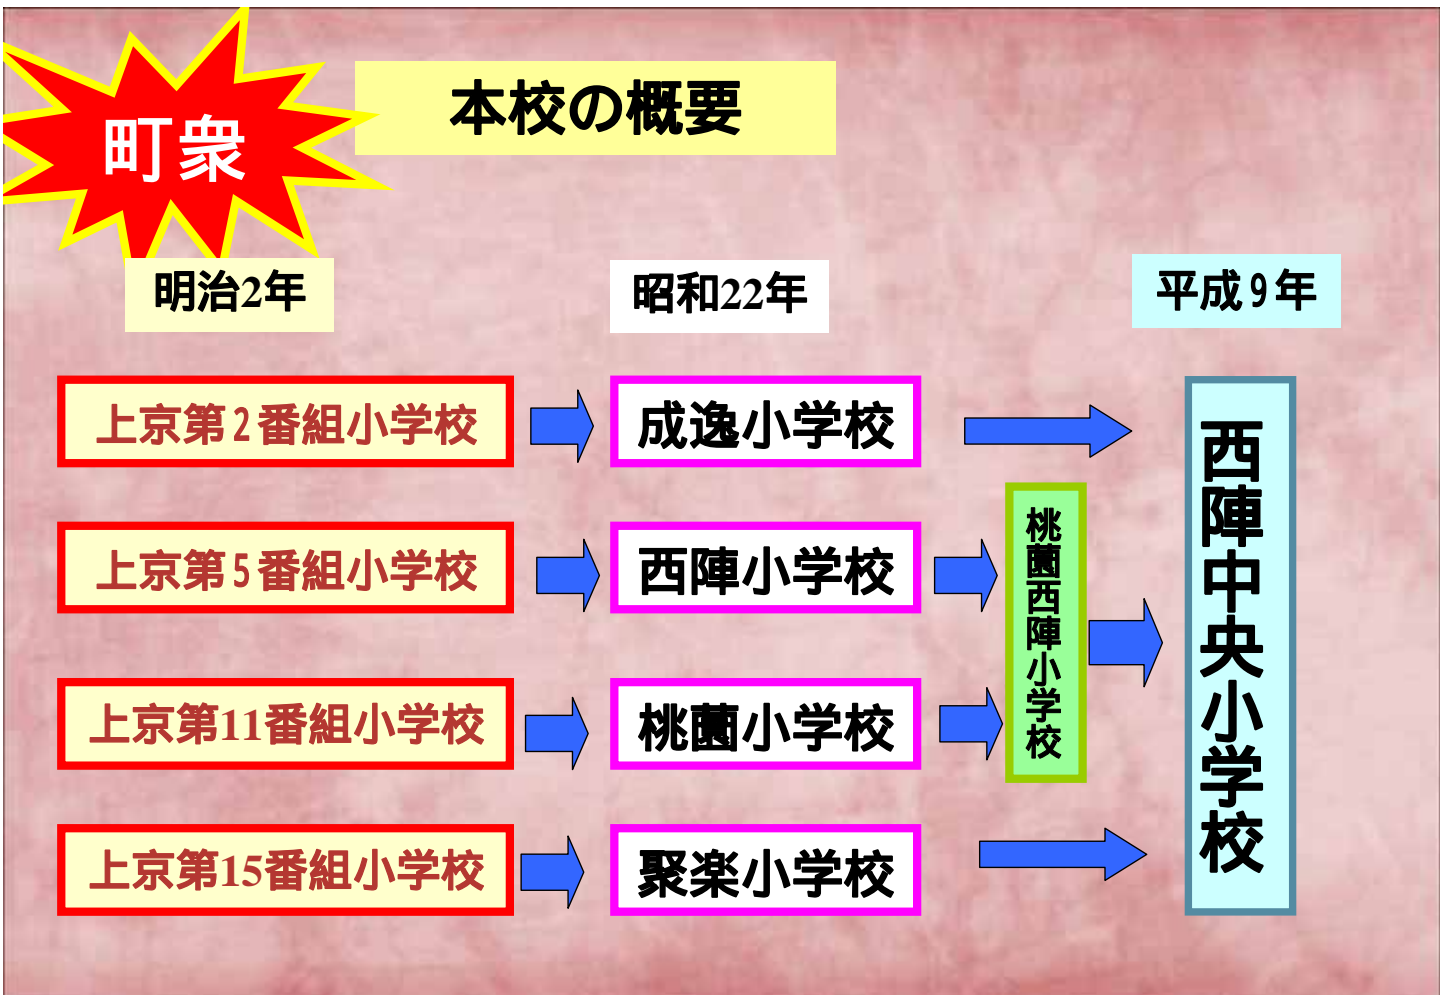 町衆
本校の概要
明治2年
昭和22年
平成9年
上京第2番組小学校
成逸小学校
上京第5番組小学校
西陣小学校
上京第11番組小学校
桃薗小学校
上京第15番組小学校
聚楽小学校
桃薗西陣小学校
西陣中央小学校